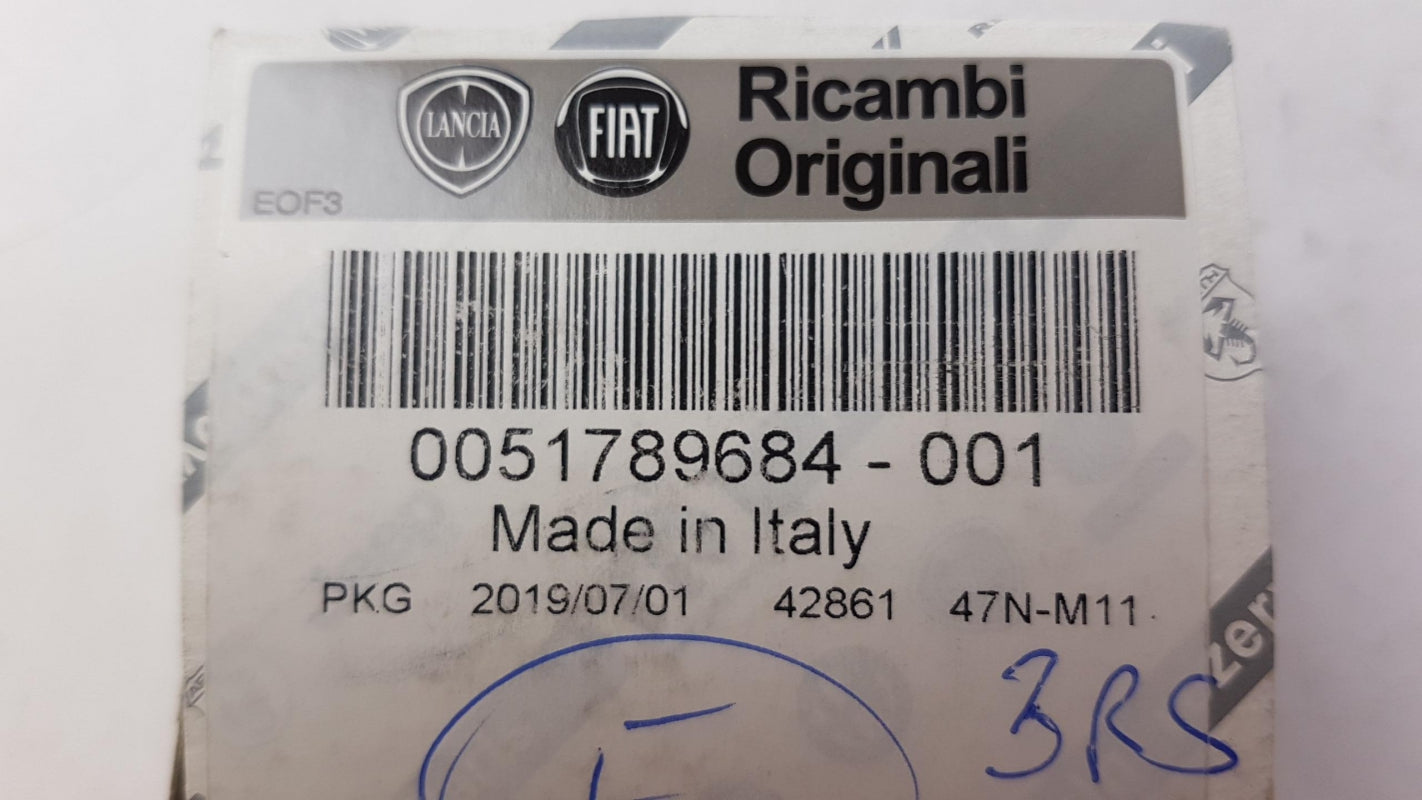 LANCIA
FIAT
Ricambi
Originali
EOF3
0051789684 - 001
Made in Italy
PKG 2019/07/01 42861 47N-M11
3RS